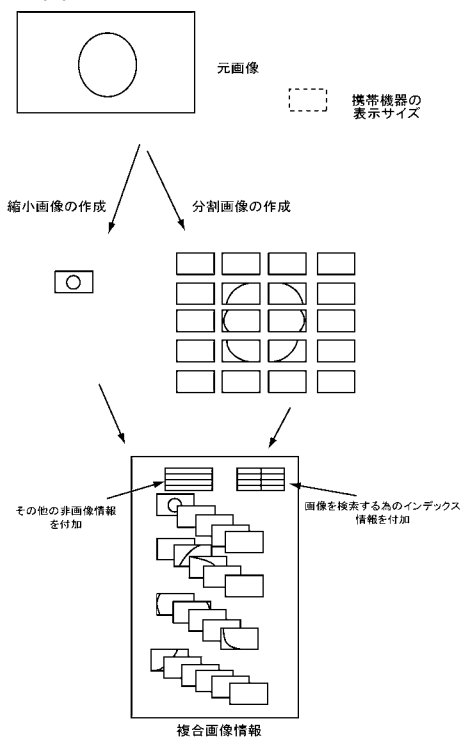 元画像
携帯機器の
表示サイズ
縮小画像の作成
分割画像の作成
その他の非画像情報
を付加
画像を検索する為のインデックス
情報を付加
複合画像情報